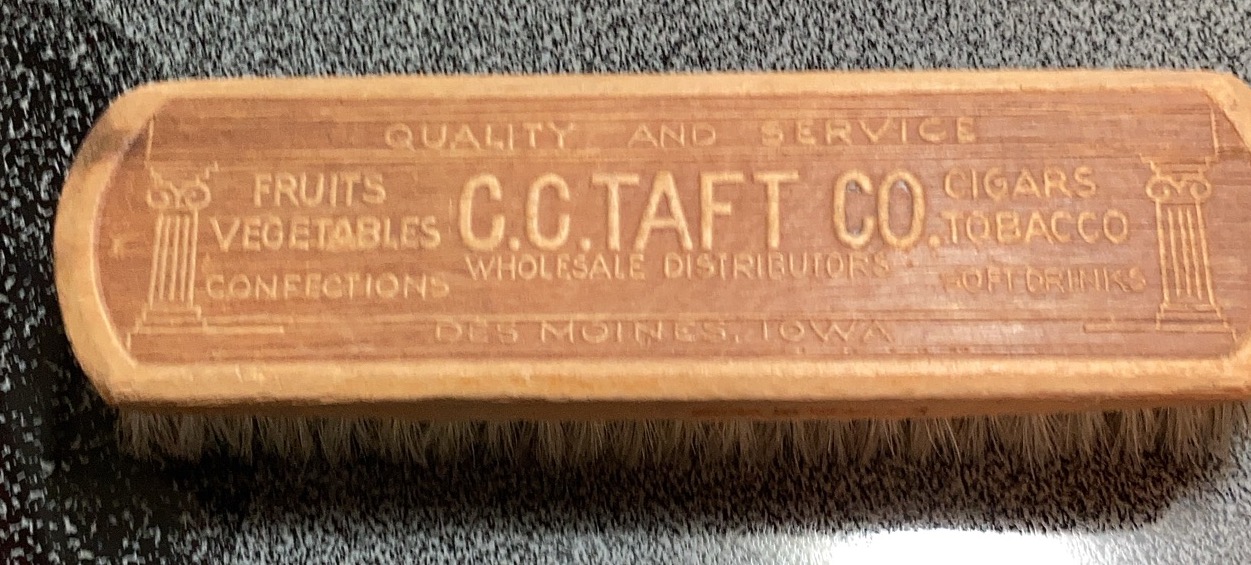 QUALITY AND SERVICE
FRUITS
VEGETABLES
CONFECTIONS
C.C.TAFT CO.
WHOLESALE DISTRIBUTORS
CIGARS
TOBACCO
SOFT DRINKS
DES MOINES, IOWA